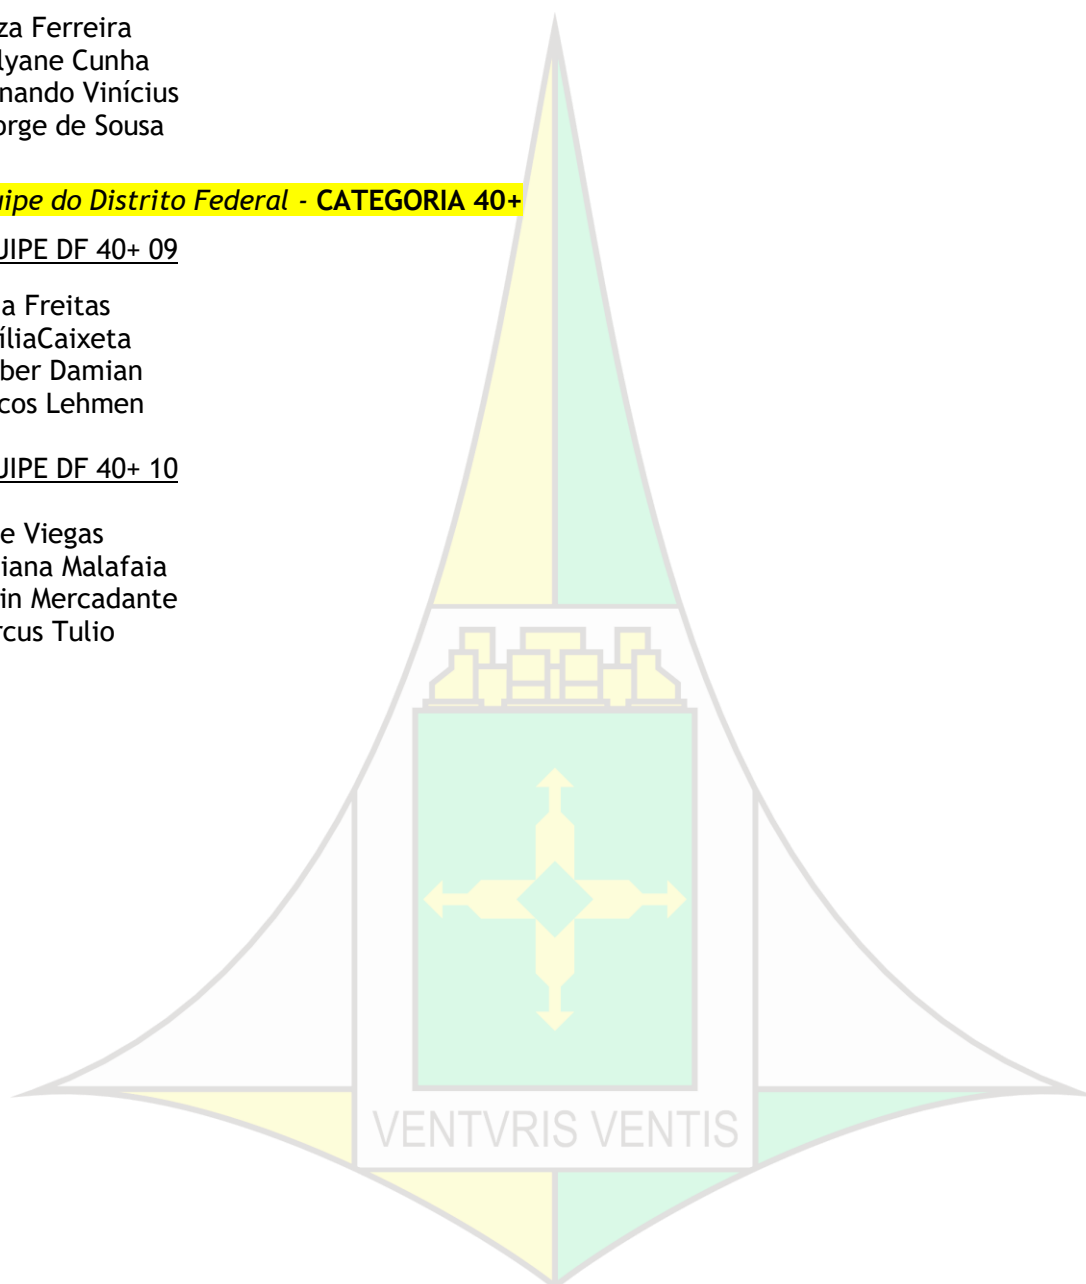 za Ferreira
lyane Cunha
nando Vinícius
orge de Sousa
uipe do Distrito Federal - CATEGORIA 40+
UIPE DF 40+ 09
a Freitas
íliaCaixeta
ber Damian
cos Lehmen
UIPE DF 40+ 10
e Viegas
iana Malafaia
in Mercadante
rcus Tulio
VENTVRIS VENTIS